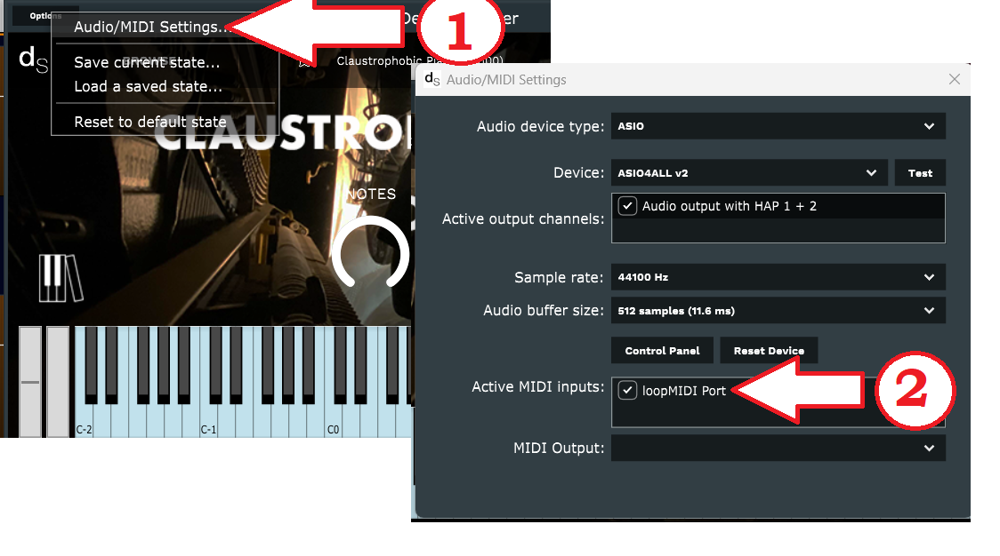 Options
Audio/MIDI Settings...
1
ds
Save current state...
Claustrophobic
Load a saved state...
Reset to default state
NOTES
C-2
C-1
C0
ds Audio/MIDI Settings
Audio device type: ASIO
Device: ASIO4ALL v2 Test
Active output channels: Audio output with HAP 1 + 2
Sample rate: 44100 Hz
Audio buffer size: 512 samples (11.6 ms)
Control Panel Reset Device
Active MIDI inputs: loopMIDI Port
2
MIDI Output: